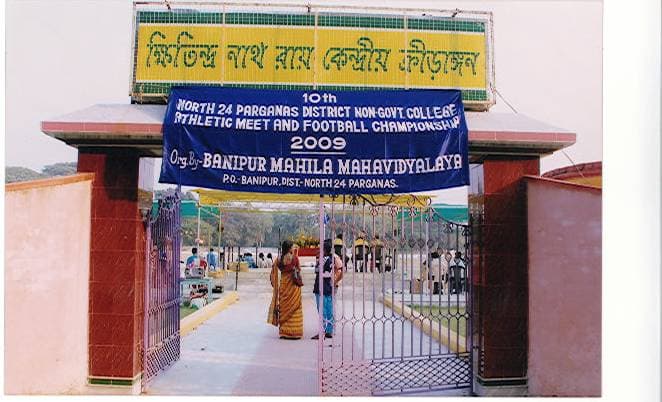 ক্ষিতিন্দ্র নাথ রায় কেন্দ্রীয় ক্রীড়াঙ্গন
10th
NORTH 24 PARGANAS DISTRICT NON-GOVT. COLLEGE
ATHLETIC MEET AND FOOTBALL CHAMPIONSHIP
2009
Org. By- BANIPUR MAHILA MAHAVIDYALAYA
P.O.- BANIPUR, DIST- NORTH 24 PARGANAS.